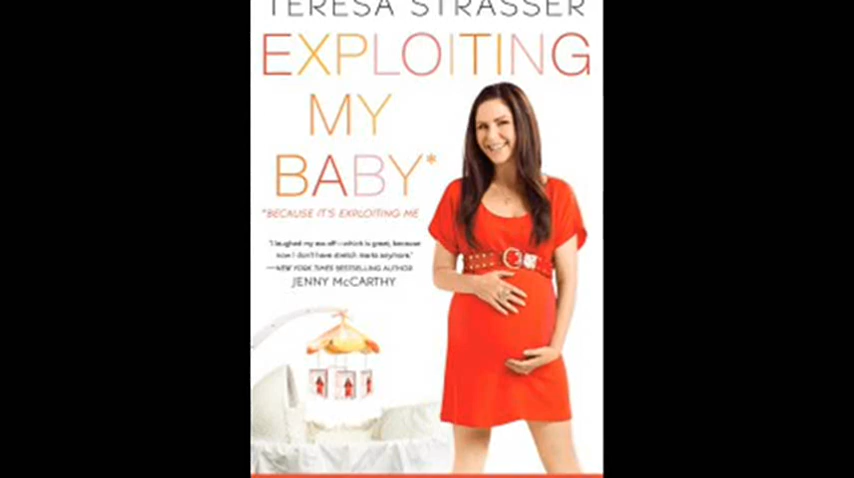 TERESA STRASSER
EXPLOITING
MY
BABY*
*BECAUSE IT'S EXPLOITING ME
"I laughed my ass off—which is great, because
now I don't have stretch marks anymore."
—NEW YORK TIMES BESTSELLING AUTHOR
JENNY McCARTHY